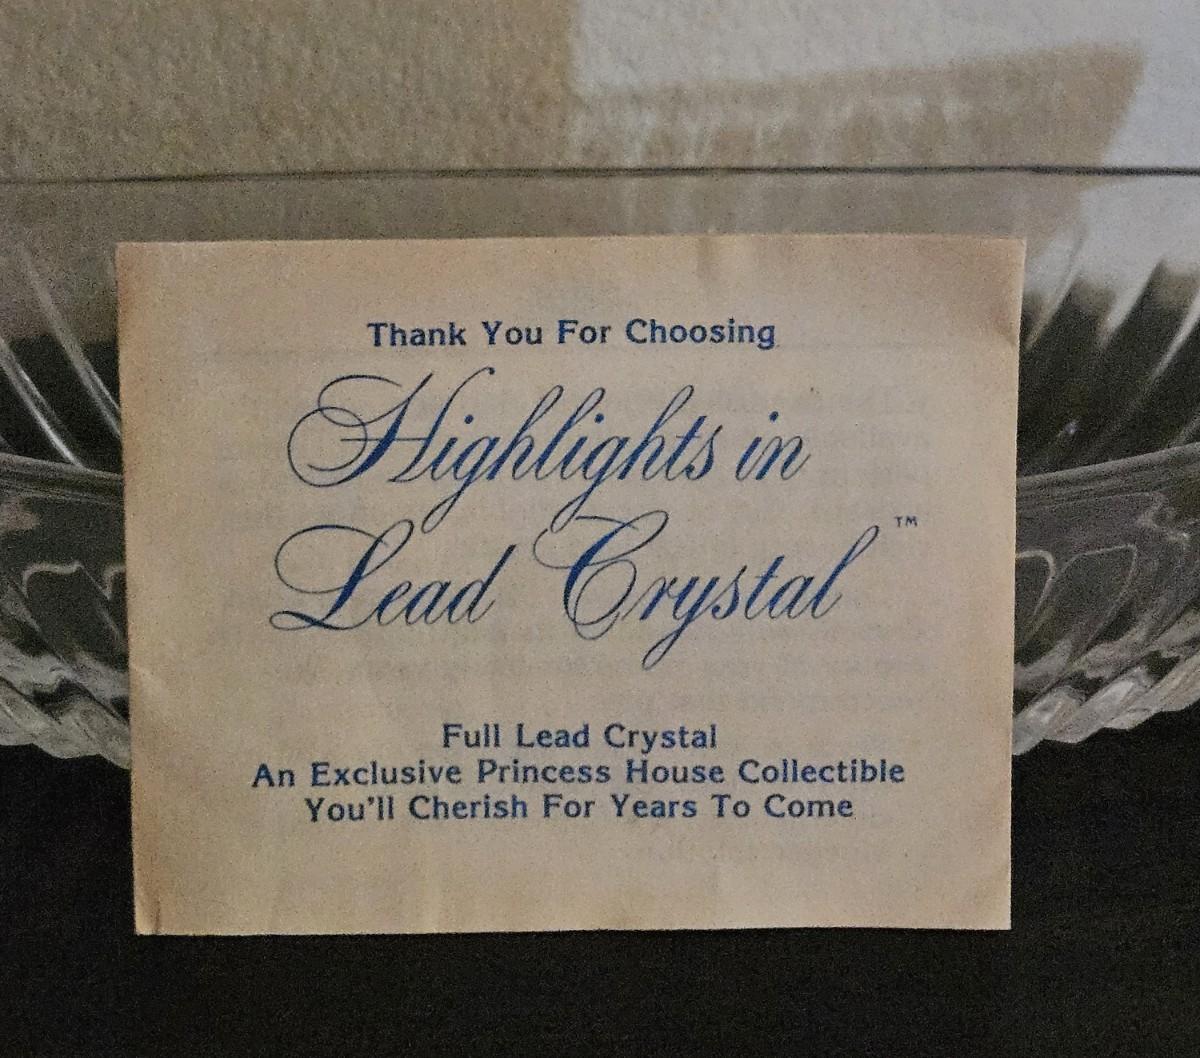 Thank You For Choosing
Highlights in
Lead Crystal™
Full Lead Crystal
An Exclusive Princess House Collectible
You'll Cherish For Years To Come